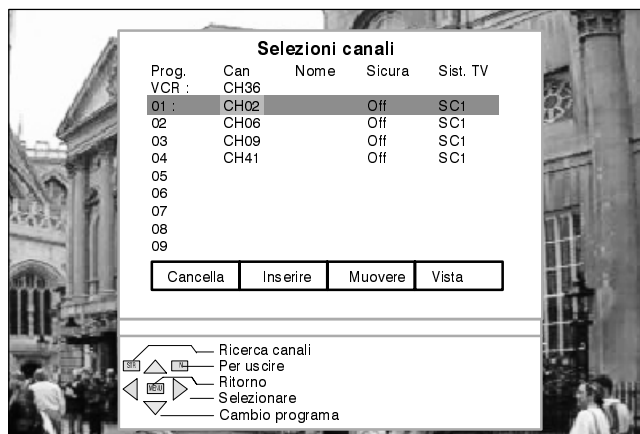 Selezioni canali
Prog. Can Nome Sicura Sist. TV
VCR : CH36
01 : CH02 Off SC1
02 CH06 Off SC1
03 CH09 Off SC1
04 CH41 Off SC1
05
06
07
08
09
Cancella Inserire Muovere Vista
Ricerca canali
STR N Per uscire
MENU Ritorno
Selezionare
Cambio programa